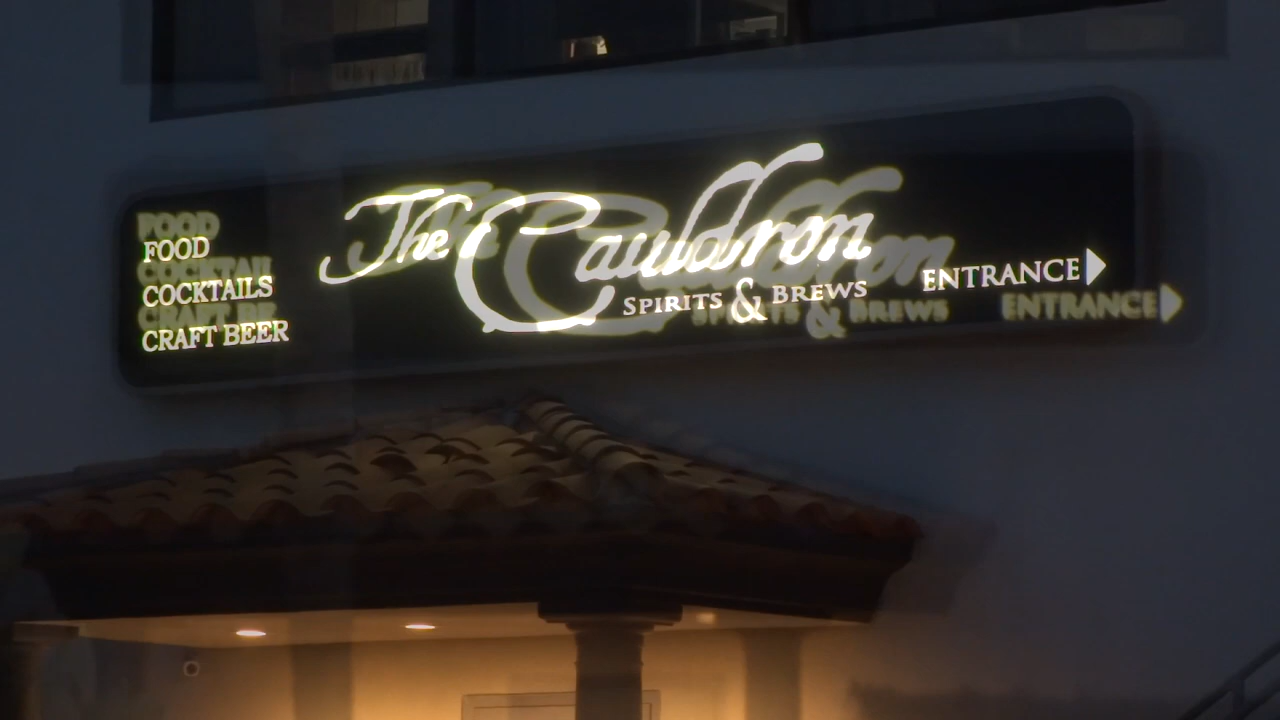 FOOD
COCKTAILS
CRAFT BEER
The Cauldron
SPIRITS & BREWS
ENTRANCE